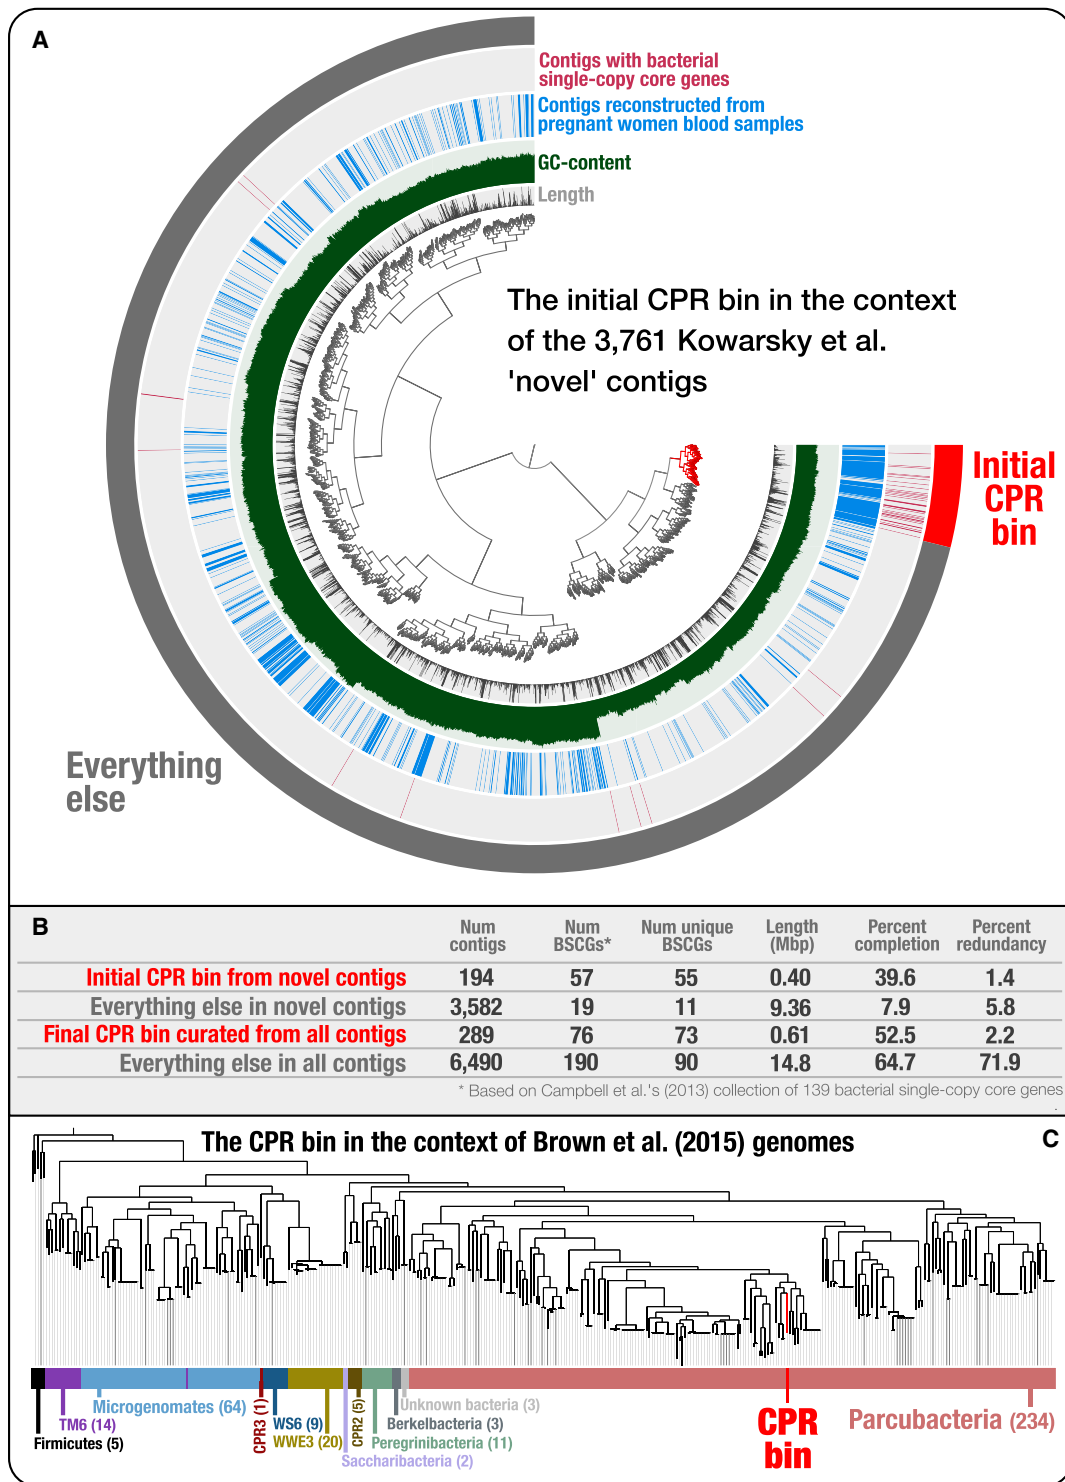 A
Contigs with bacterial
single-copy core genes
Contigs reconstructed from
pregnant women blood samples
GC-content
Length
The initial CPR bin in the context
of the 3,761 Kowarsky et al.
'novel' contigs
Initial
CPR
bin
Everything
else
B
Num contigs Num BSCGs* Num unique BSCGs Length (Mbp) Percent completion Percent redundancy
Initial CPR bin from novel contigs 194 57 55 0.40 39.6 1.4
Everything else in novel contigs 3,582 19 11 9.36 7.9 5.8
Final CPR bin curated from all contigs 289 76 73 0.61 52.5 2.2
Everything else in all contigs 6,490 190 90 14.8 64.7 71.9
* Based on Campbell et al.'s (2013) collection of 139 bacterial single-copy core genes
The CPR bin in the context of Brown et al. (2015) genomes
C
Firmicutes (5)
TM6 (14)
Microgenomates (64)
CPR3 (1)
WS6 (9)
WWE3 (20)
Saccharibacteria (2)
CPR2 (5)
Peregrinibacteria (11)
Berkelbacteria (3)
Unknown bacteria (3)
CPR
bin
Parcubacteria (234)